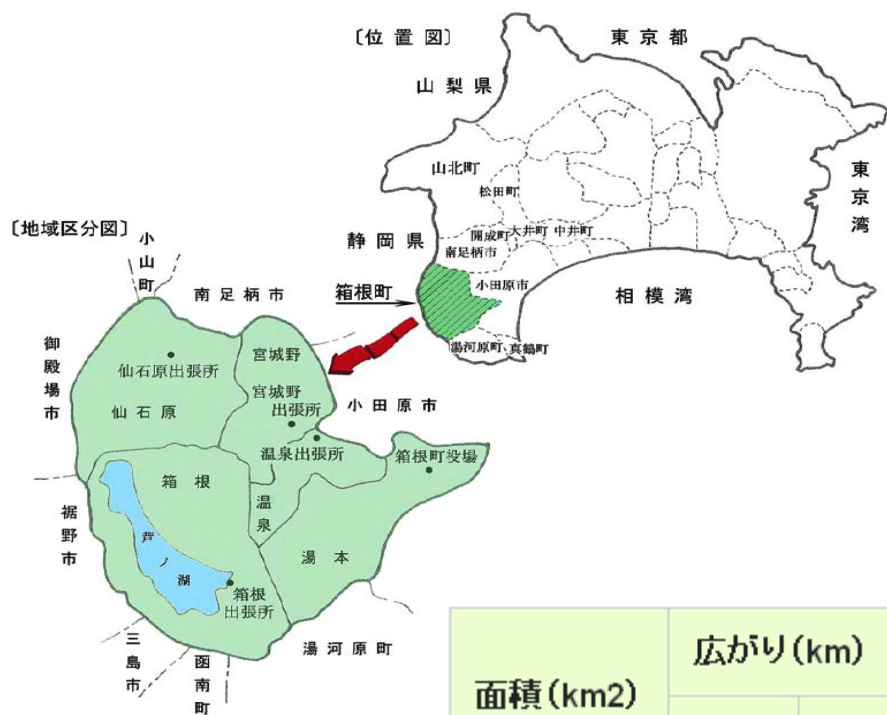 〔位置図〕
東京都
山梨県
山北町
松田町
東京湾
静岡県
開成町
大井町
中井町
南足柄市
箱根町
小田原市
相模湾
湯河原町
真鶴町
〔地域区分図〕
小山町
南足柄市
御殿場市
宮城野
仙石原出張所
仙石原
宮城野
出張所
小田原市
温泉出張所
箱根町役場
箱根
温泉
裾野市
芦ノ湖
湯本
箱根
出張所
三島市
函南町
湯河原町
面積(km2)
広がり(km)